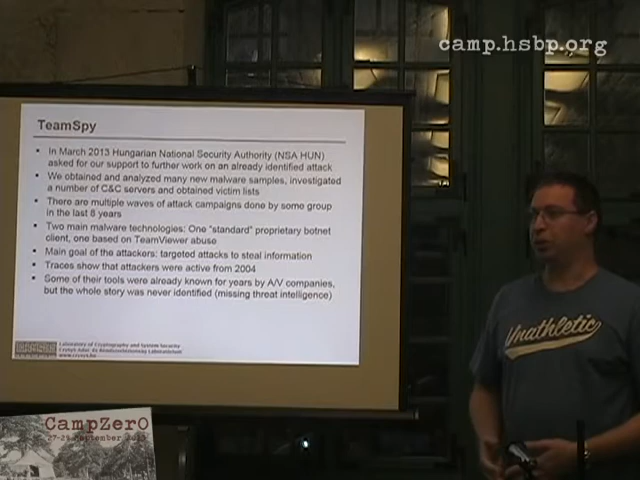 camp.hsbp.org
TeamSpy
In March 2013 Hungarian National Security Authority (NSA HUN)
asked for our support to further work on an already identified attack
We obtained and analyzed many new malware samples, investigated
a number of C&C servers and obtained victim lists
There are multiple waves of attack campaigns done by some group
in the last 8 years
Two main malware technologies: One "standard" proprietary botnet
client, one based on TeamViewer abuse
Main goal of the attackers: targeted attacks to steal information
Traces show that attackers were active from 2004
Some of their tools were already known for years by A/V companies,
but the whole story was never identified (missing threat intelligence)
Laboratory of Cryptography and System Security
www.crysys.hu
Unathletic
CampZer0
27-29 September